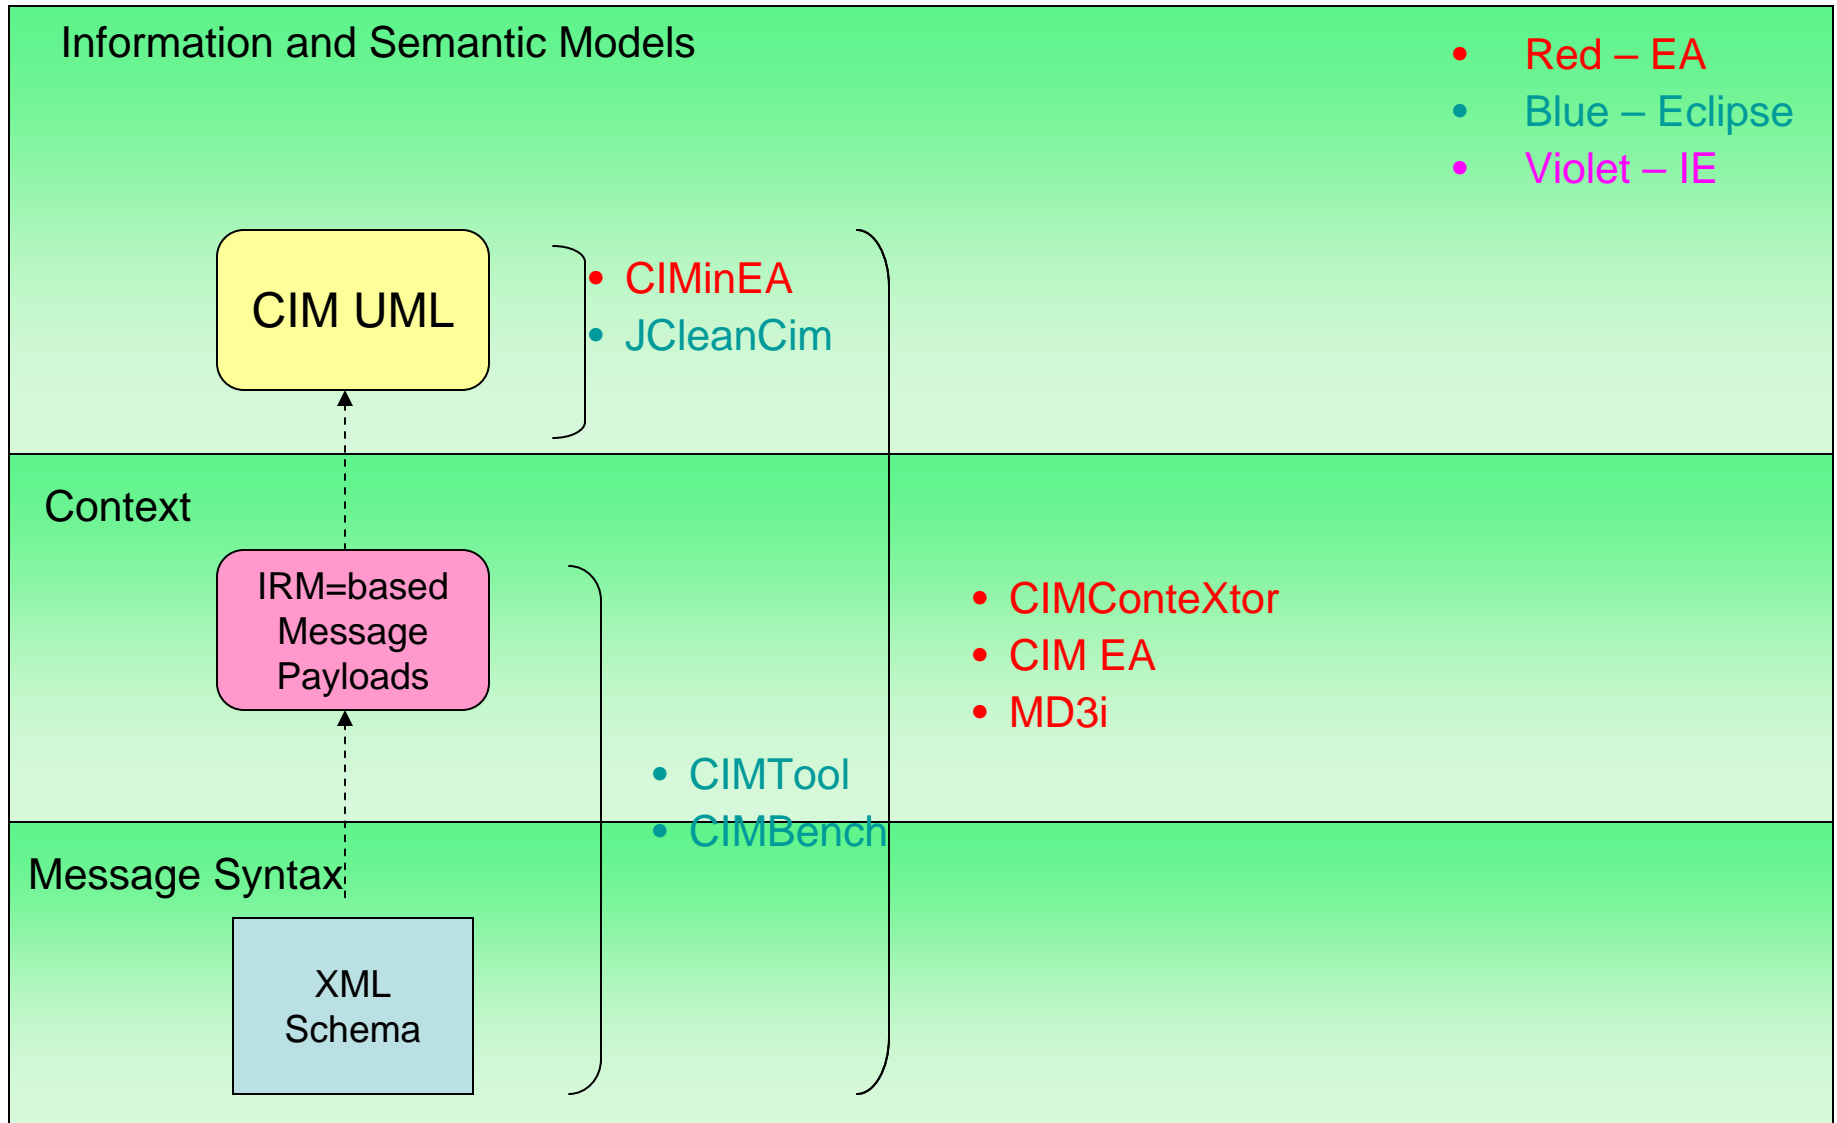 Information and Semantic Models
• Red – EA
• Blue – Eclipse
• Violet – IE
CIM UML
• CIMinEA
• JCleanCim
Context
IRM=based
Message
Payloads
• CIMConteXtor
• CIM EA
• MD3i
• CIMTool
• CIMBench
Message Syntax
XML
Schema